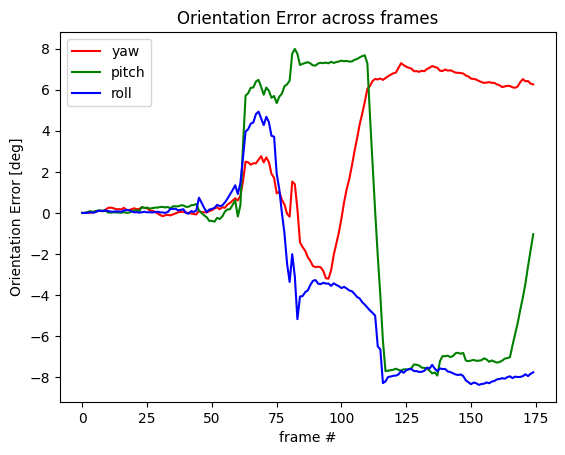 Orientation Error across frames
yaw
pitch
roll
Orientation Error [deg]
8
6
4
2
0
−2
−4
−6
−8
0 25 50 75 100 125 150 175
frame #